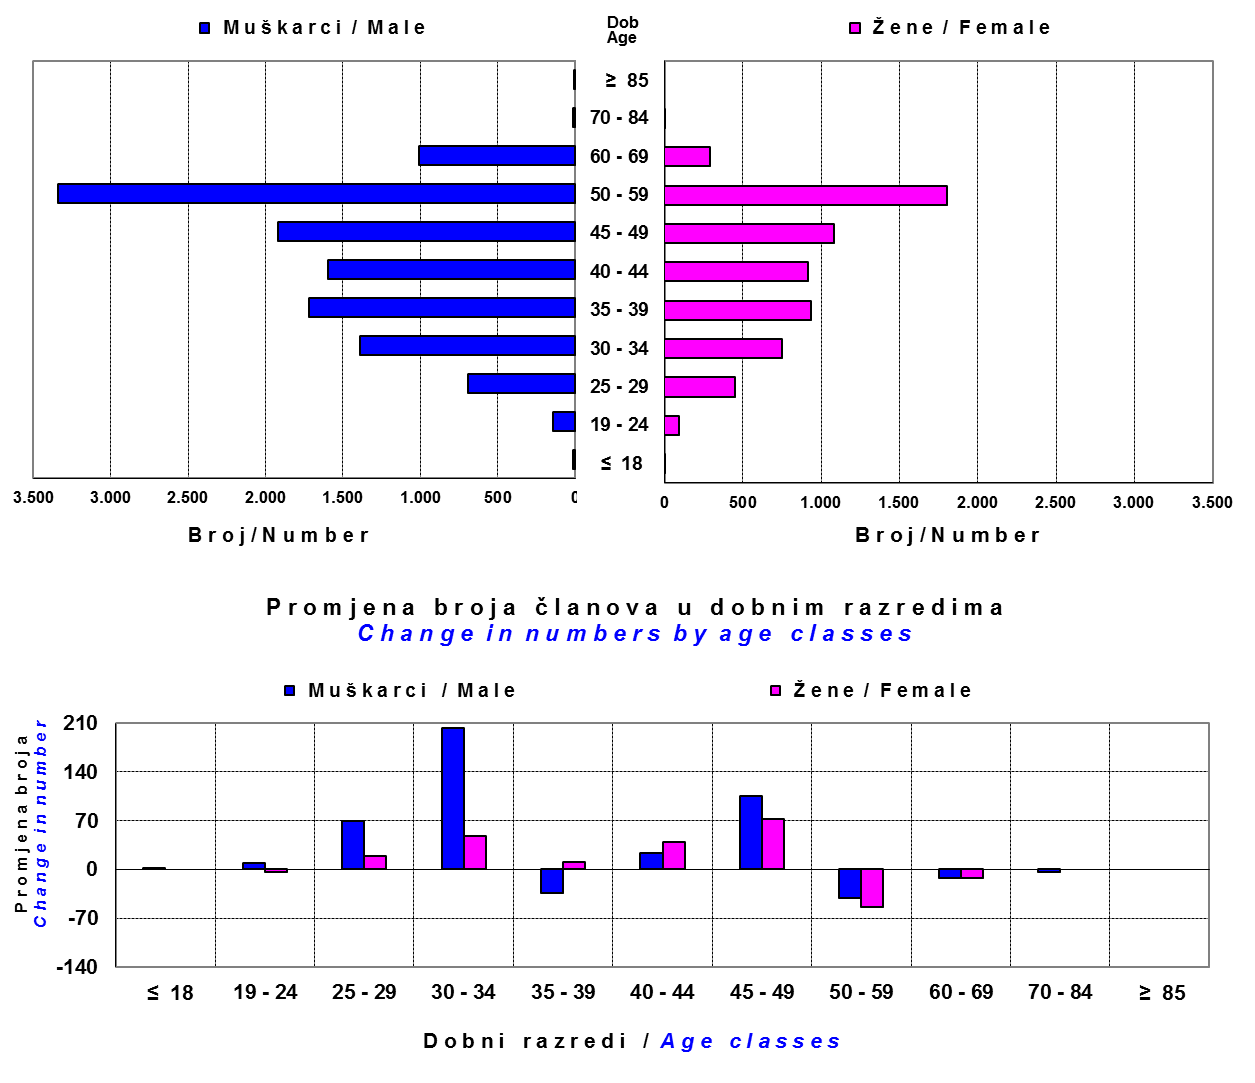 Muškarci / Male
Dob
Age
Žene / Female
≥ 85
70 - 84
60 - 69
50 - 59
45 - 49
40 - 44
35 - 39
30 - 34
25 - 29
19 - 24
≤ 18
3.500 3.000 2.500 2.000 1.500 1.000 500 0
0 500 1.000 1.500 2.000 2.500 3.000 3.500
Broj/Number
Broj/Number
Promjena broja članova u dobnim razredima
Change in numbers by age classes
Muškarci / Male
Žene / Female
Promjena broja
Change in number
210
140
70
0
-70
-140
≤ 18 19 - 24 25 - 29 30 - 34 35 - 39 40 - 44 45 - 49 50 - 59 60 - 69 70 - 84 ≥ 85
Dobni razredi / Age classes